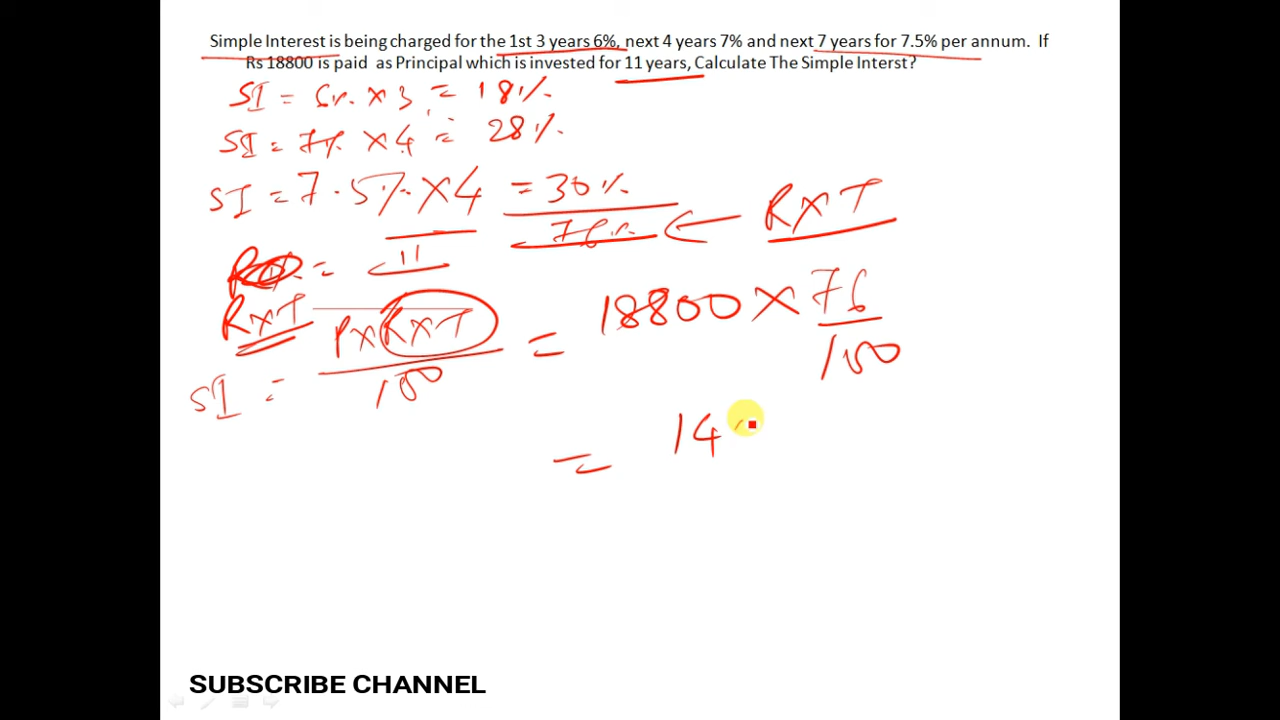 Simple Interest is being charged for the 1st 3 years 6%, next 4 years 7% and next 7 years for 7.5% per annum. If
Rs 18800 is paid as Principal which is invested for 11 years, Calculate The Simple Interst?
SI = 6% × 3 = 18%
SI = 7% × 4 = 28%
SI = 7.5% × 4 = 30%
76% ← R×T
= 11
R×T
SI = P×R×T / 100 = 18800 × 76 / 100
= 14
SUBSCRIBE CHANNEL